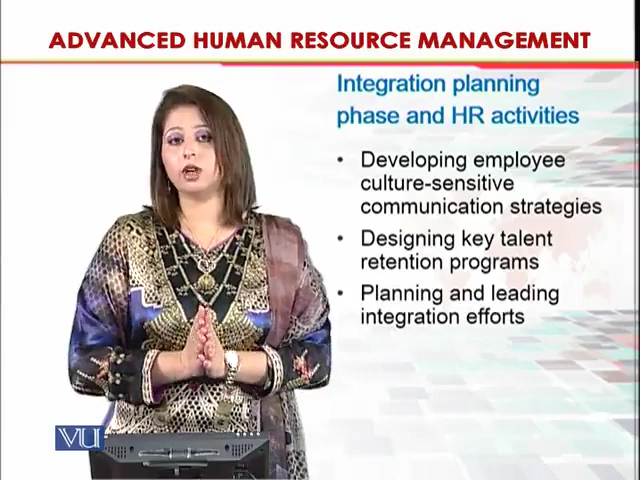 ADVANCED HUMAN RESOURCE MANAGEMENT
Integration planning
phase and HR activities
• Developing employee
culture-sensitive
communication strategies
• Designing key talent
retention programs
• Planning and leading
integration efforts
VU